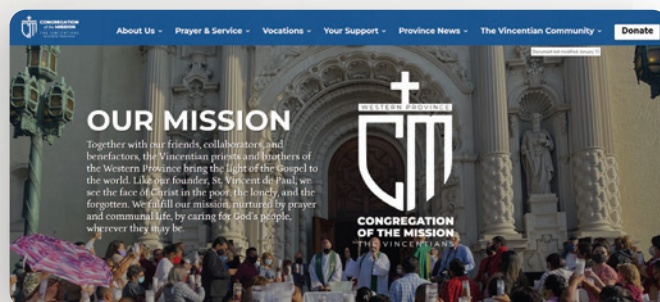 CONGREGATION
OF THE MISSION
THE VINCENTIANS
About Us
Prayer & Service
Vocations
Your Support
Province News
The Vincentian Community
Donate
OUR MISSION
Together with our friends, collaborators, and
benefactors, the Vincentian priests and brothers of
the Western Province bring the light of the Gospel to
the world. Like our founder, St. Vincent de Paul, we
see the face of Christ in the poor, the lonely, and the
forgotten. We fulfill our mission, nurtured by prayer
and communal life, by caring for God's people,
wherever they may be.
WESTERN PROVINCE
CM
CONGREGATION
OF THE MISSION
THE VINCENTIANS